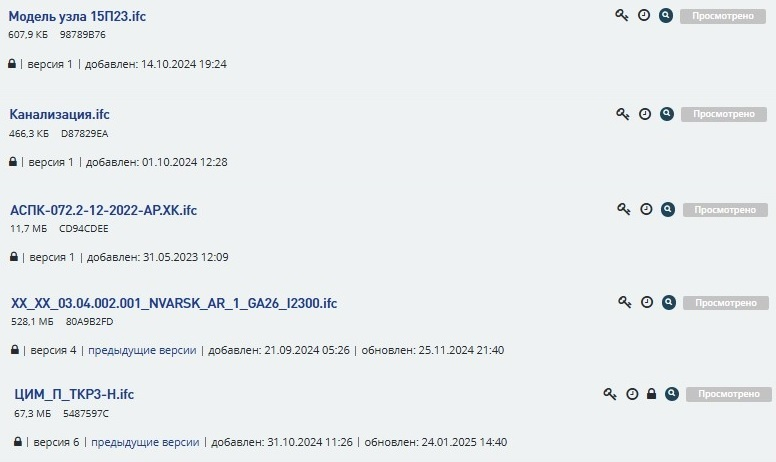 Модель узла 15П23.ifc
Просмотрено
607,9 КБ 98789B76
| версия 1 | добавлен: 14.10.2024 19:24
Канализация.ifc
Просмотрено
466,3 КБ D87829EA
| версия 1 | добавлен: 01.10.2024 12:28
АСПК-072.2-12-2022-АР.ХК.ifc
Просмотрено
11,7 МБ CD94CDEE
| версия 1 | добавлен: 31.05.2023 12:09
XX_XX_03.04.002.001_NVARSK_AR_1_GA26_I2300.ifc
Просмотрено
528,1 МБ 80A9B2FD
| версия 4 | предыдущие версии | добавлен: 21.09.2024 05:26 | обновлен: 25.11.2024 21:40
ЦИМ_П_ТКР3-Н.ifc
Просмотрено
67,3 МБ 5487597C
| версия 6 | предыдущие версии | добавлен: 31.10.2024 11:26 | обновлен: 24.01.2025 14:40